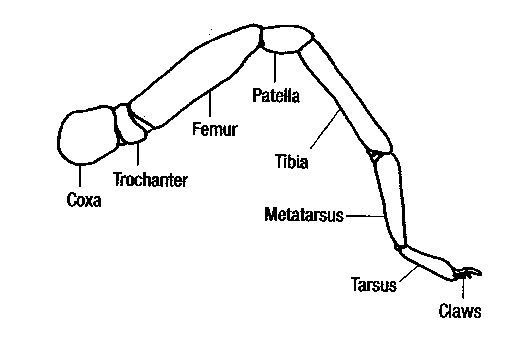 Patella
Femur
Tibia
Trochanter
Coxa
Metatarsus
Tarsus
Claws